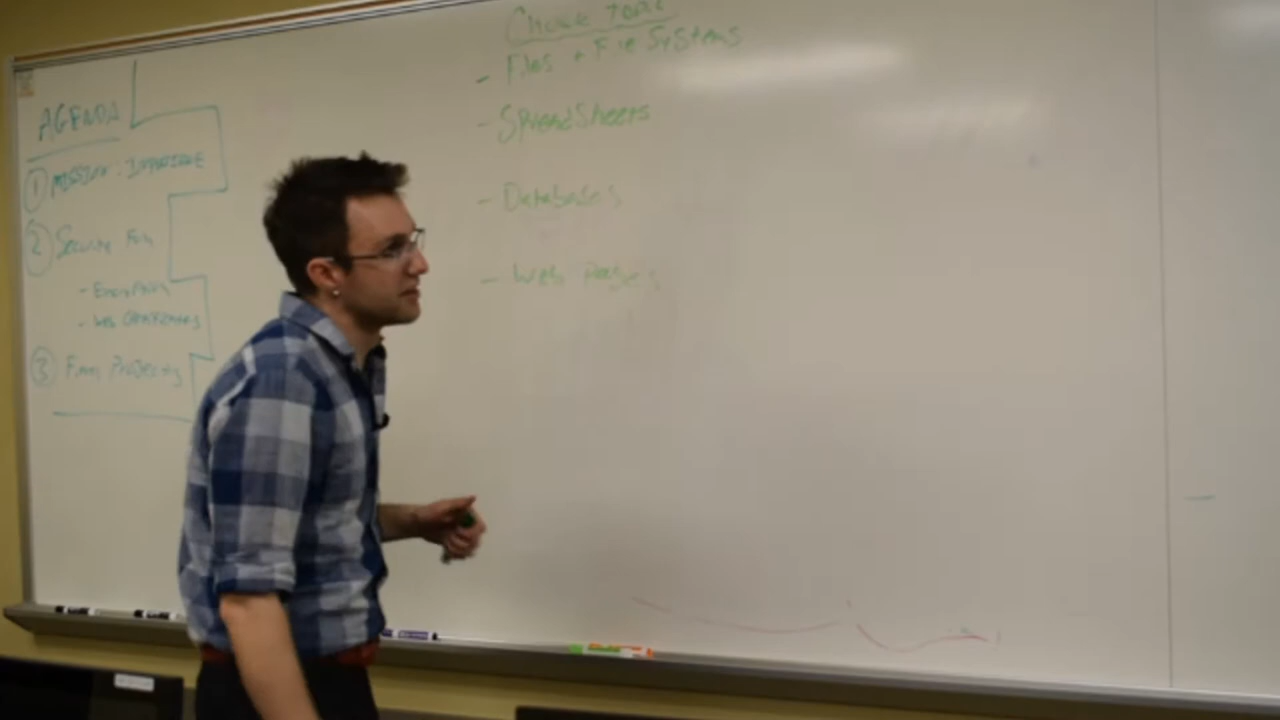 AGENDA
① MISSION: IMPOSSIBLE
② Security Fun
- Encryption
- Web Certificates
③ Final Projects
Choose Topic
- Files + File Systems
- Spreadsheets
- Databases
- Web Pages